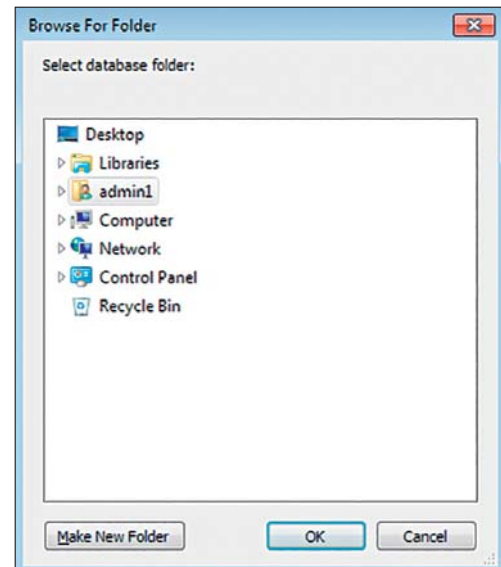 Browse For Folder
Select database folder:
Desktop
Libraries
admin1
Computer
Network
Control Panel
Recycle Bin
Make New Folder
OK
Cancel